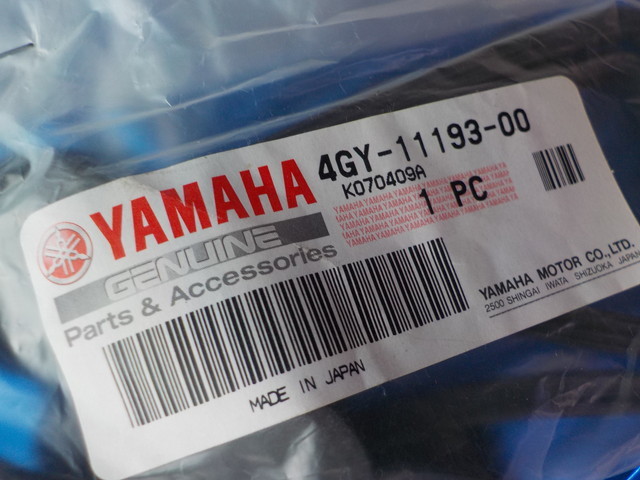 4GY-11193-00
K070409A
1 PC
YAMAHA
GENUINE
Parts & Accessories
YAMAHA MOTOR CO.,LTD.
2500 SHINGAI IWATA SHIZUOKA JAPAN
MADE IN JAPAN